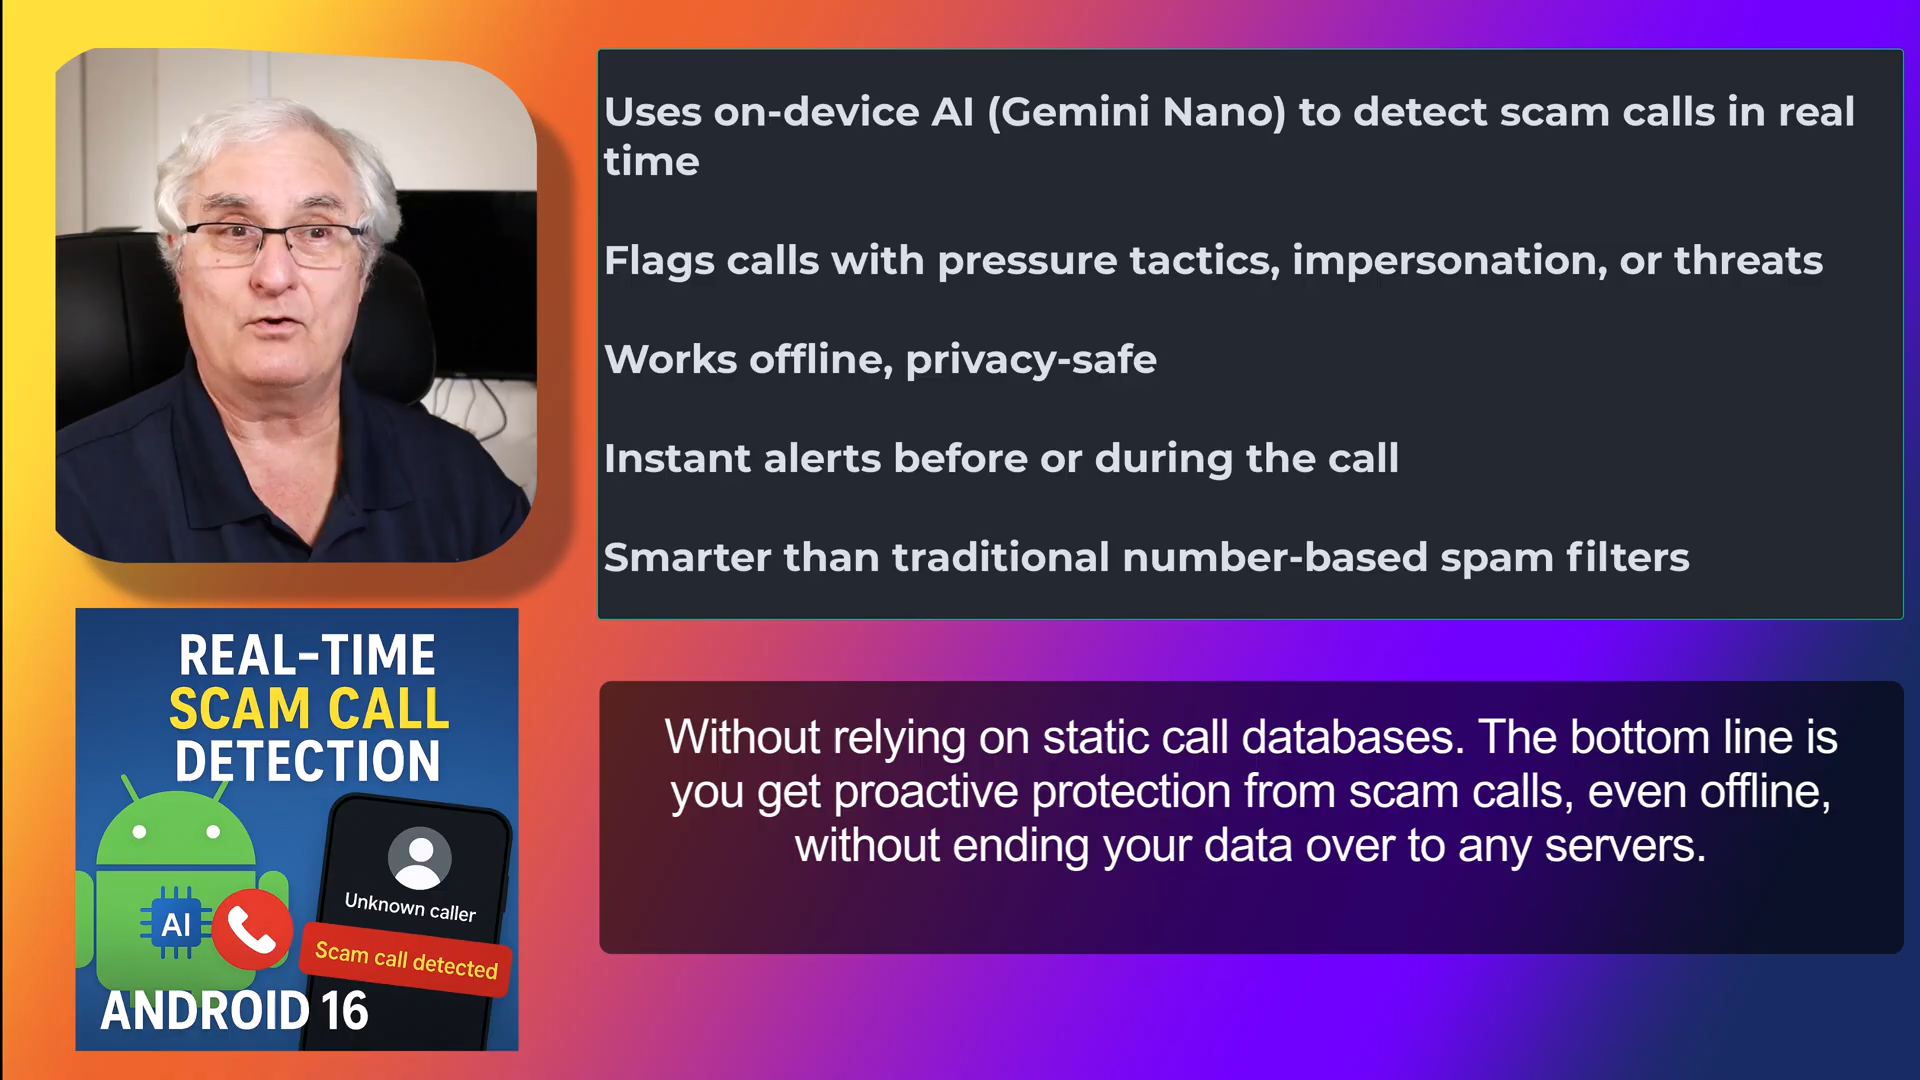 Uses on-device AI (Gemini Nano) to detect scam calls in real
time
Flags calls with pressure tactics, impersonation, or threats
Works offline, privacy-safe
Instant alerts before or during the call
Smarter than traditional number-based spam filters
REAL-TIME
SCAM CALL
DETECTION
AI
Unknown caller
Scam call detected
ANDROID 16
Without relying on static call databases. The bottom line is
you get proactive protection from scam calls, even offline,
without ending your data over to any servers.